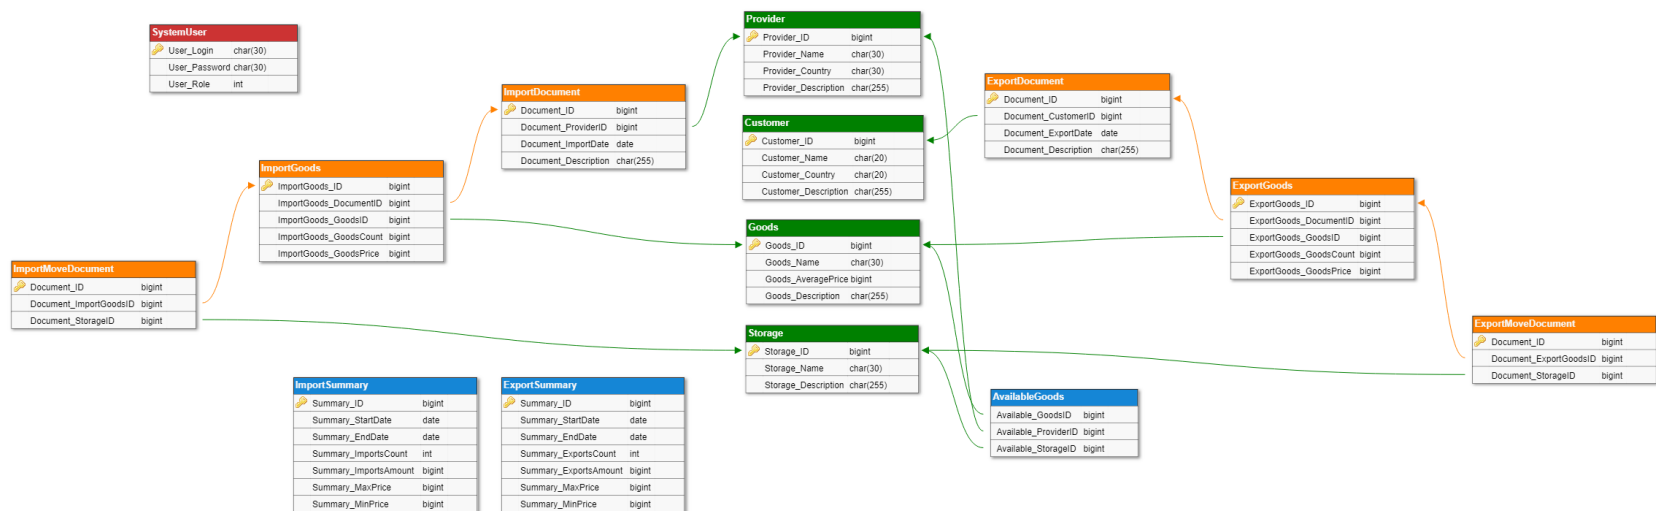 SystemUser
User_Login char(30)
User_Password char(30)
User_Role int
Provider
Provider_ID bigint
Provider_Name char(30)
Provider_Country char(30)
Provider_Description char(255)
ImportDocument
Document_ID bigint
Document_ProviderID bigint
Document_ImportDate date
Document_Description char(255)
ExportDocument
Document_ID bigint
Document_CustomerID bigint
Document_ExportDate date
Document_Description char(255)
Customer
Customer_ID bigint
Customer_Name char(20)
Customer_Country char(20)
Customer_Description char(255)
ImportGoods
ImportGoods_ID bigint
ImportGoods_DocumentID bigint
ImportGoods_GoodsID bigint
ImportGoods_GoodsCount bigint
ImportGoods_GoodsPrice bigint
ExportGoods
ExportGoods_ID bigint
ExportGoods_DocumentID bigint
ExportGoods_GoodsID bigint
ExportGoods_GoodsCount bigint
ExportGoods_GoodsPrice bigint
Goods
Goods_ID bigint
Goods_Name char(30)
Goods_AveragePrice bigint
Goods_Description char(255)
ImportMoveDocument
Document_ID bigint
Document_ImportGoodsID bigint
Document_StorageID bigint
Storage
Storage_ID bigint
Storage_Name char(30)
Storage_Description char(255)
ExportMoveDocument
Document_ID bigint
Document_ExportGoodsID bigint
Document_StorageID bigint
ImportSummary
Summary_ID bigint
Summary_StartDate date
Summary_EndDate date
Summary_ImportsCount int
Summary_ImportsAmount bigint
Summary_MaxPrice bigint
Summary_MinPrice bigint
ExportSummary
Summary_ID bigint
Summary_StartDate date
Summary_EndDate date
Summary_ExportsCount int
Summary_ExportsAmount bigint
Summary_MaxPrice bigint
Summary_MinPrice bigint
AvailableGoods
Available_GoodsID bigint
Available_ProviderID bigint
Available_StorageID bigint